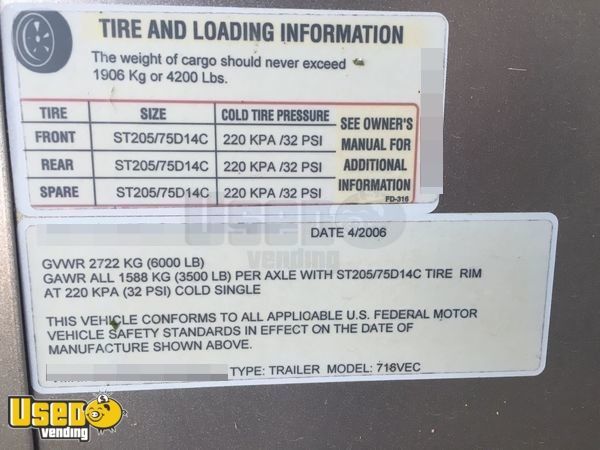 TIRE AND LOADING INFORMATION
The weight of cargo should never exceed
1906 Kg or 4200 Lbs.
TIRE SIZE COLD TIRE PRESSURE
FRONT ST205/75D14C 220 KPA /32 PSI
REAR ST205/75D14C 220 KPA /32 PSI
SPARE ST205/75D14C 220 KPA /32 PSI
SEE OWNER'S
MANUAL FOR
ADDITIONAL
INFORMATION
FD-316
Used
vending
DATE 4/2006
GVWR 2722 KG (6000 LB)
GAWR ALL 1588 KG (3500 LB) PER AXLE WITH ST205/75D14C TIRE RIM
AT 220 KPA (32 PSI) COLD SINGLE
THIS VEHICLE CONFORMS TO ALL APPLICABLE U.S. FEDERAL MOTOR
VEHICLE SAFETY STANDARDS IN EFFECT ON THE DATE OF
MANUFACTURE SHOWN ABOVE.
TYPE: TRAILER MODEL: 716VEC
Used
vending